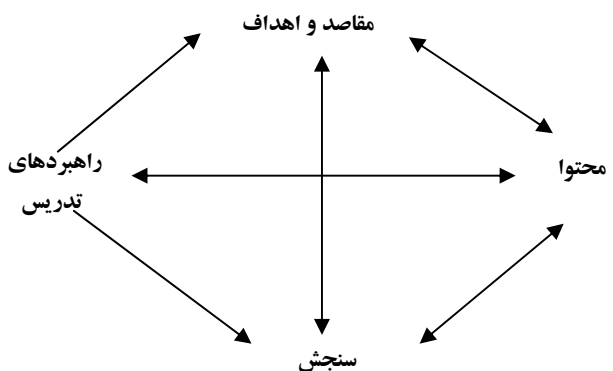 مقاصد و اهداف
محتوا
راهبردهای
تدریس
سنجش